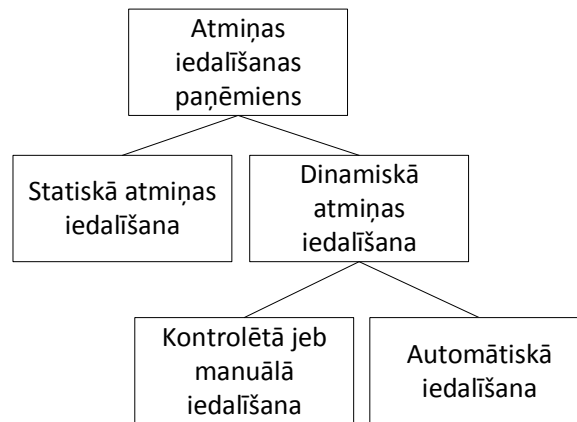 Atmiņas
iedalīšanas
paņēmiens
Statiskā atmiņas
iedalīšana
Dinamiskā
atmiņas
iedalīšana
Kontrolētā jeb
manuālā
iedalīšana
Automātiskā
iedalīšana